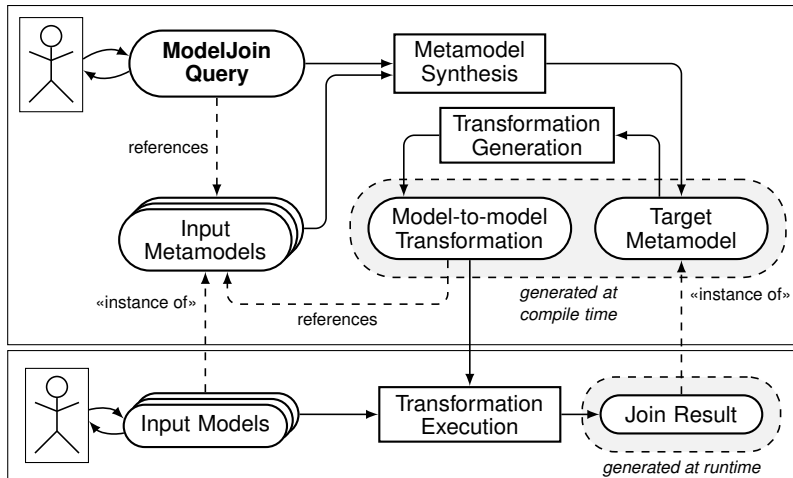 ModelJoin
Query
Metamodel
Synthesis
Transformation
Generation
references
Input
Metamodels
Model-to-model
Transformation
Target
Metamodel
«instance of»
references
generated at
compile time
«instance of»
Input Models
Transformation
Execution
Join Result
generated at runtime